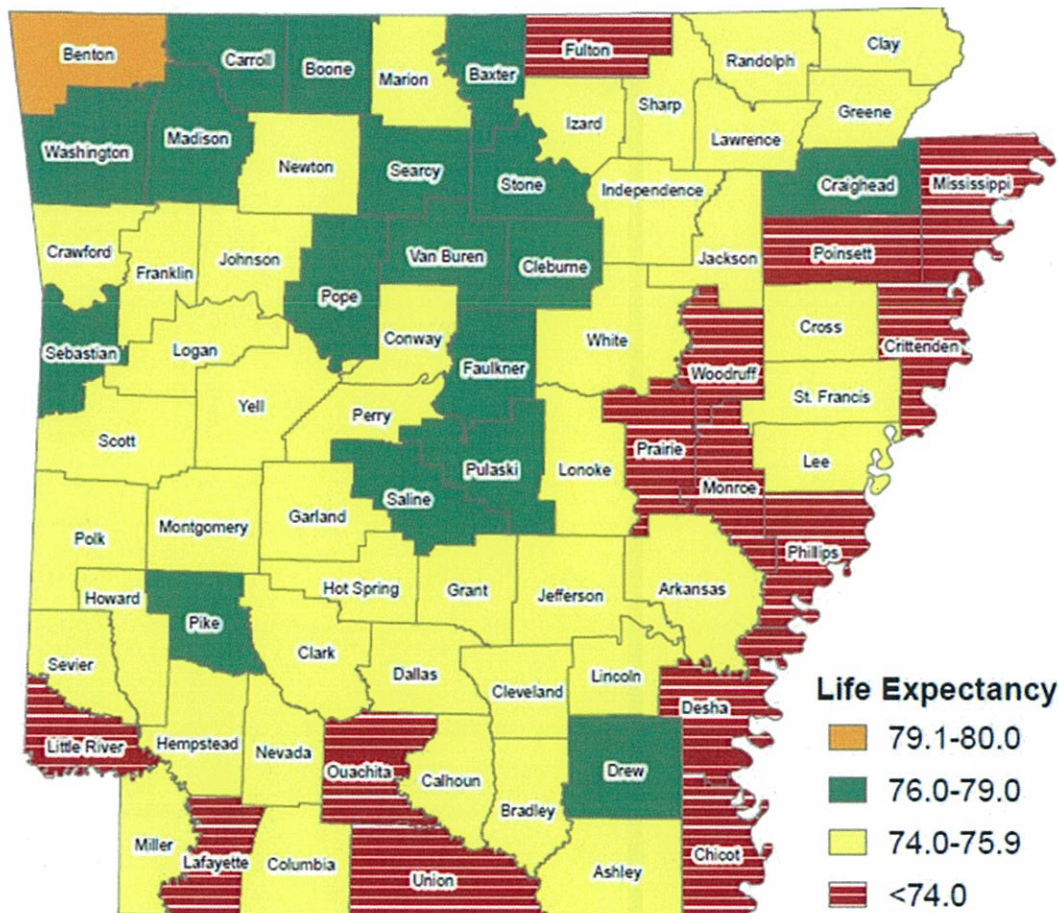 Benton
Carroll
Boone
Marion
Baxter
Fulton
Randolph
Clay
Sharp
Greene
Izard
Lawrence
Washington
Madison
Newton
Searcy
Stone
Independence
Craighead
Mississippi
Crawford
Franklin
Johnson
Van Buren
Cleburne
Jackson
Poinsett
Pope
Sebastian
Logan
Conway
Faulkner
White
Woodruff
Cross
Crittenden
Scott
Yell
Perry
Pulaski
Lonoke
Prairie
St. Francis
Lee
Monroe
Saline
Polk
Montgomery
Garland
Phillips
Howard
Hot Spring
Grant
Jefferson
Arkansas
Pike
Sevier
Clark
Dallas
Cleveland
Lincoln
Desha
Little River
Hempstead
Nevada
Ouachita
Calhoun
Bradley
Drew
Miller
Lafayette
Columbia
Union
Ashley
Chicot
Life Expectancy
79.1-80.0
76.0-79.0
74.0-75.9
<74.0